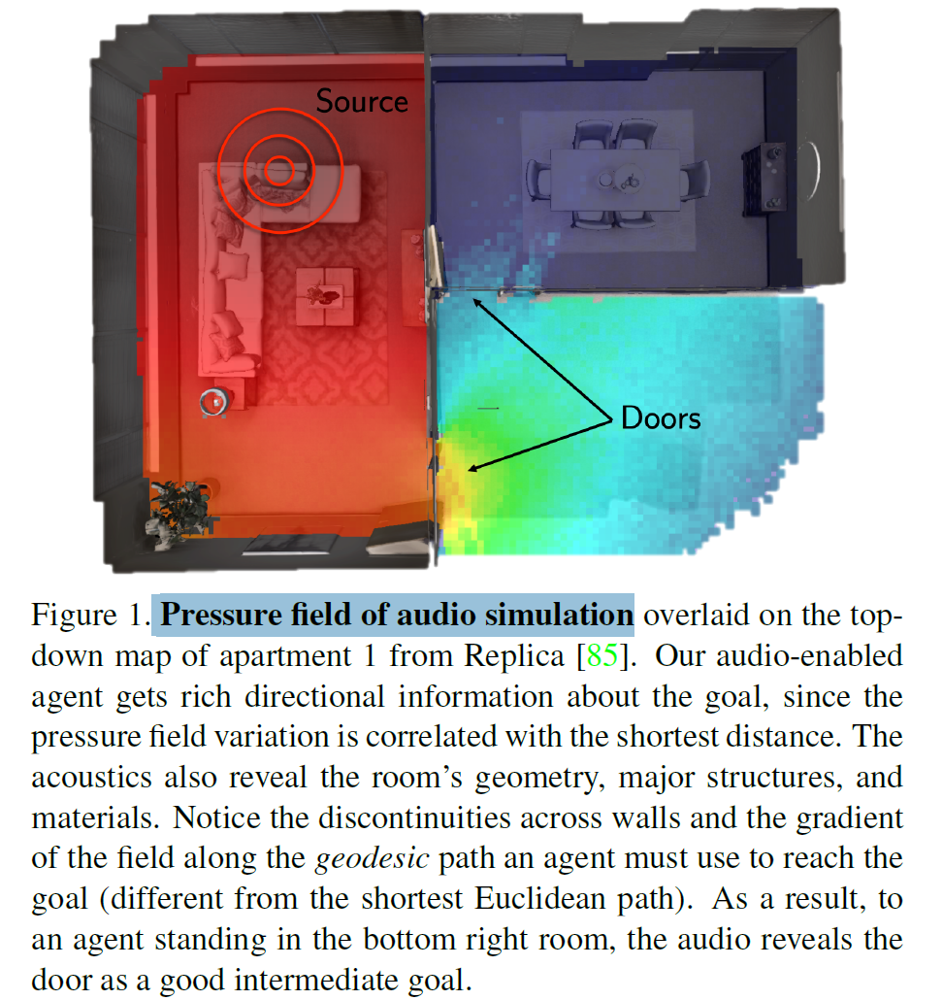 Source
Doors
Figure 1. Pressure field of audio simulation overlaid on the top-
down map of apartment 1 from Replica [85]. Our audio-enabled
agent gets rich directional information about the goal, since the
pressure field variation is correlated with the shortest distance. The
acoustics also reveal the room's geometry, major structures, and
materials. Notice the discontinuities across walls and the gradient
of the field along the geodesic path an agent must use to reach the
goal (different from the shortest Euclidean path). As a result, to
an agent standing in the bottom right room, the audio reveals the
door as a good intermediate goal.